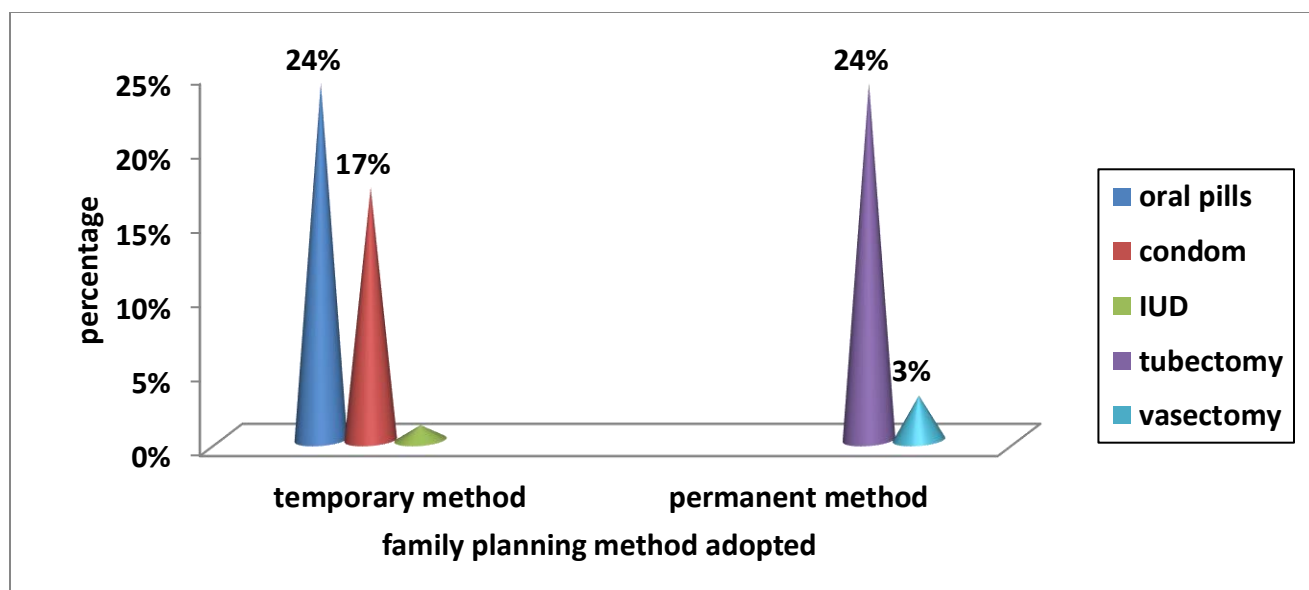 24%
24%
25%
20%
17%
15%
10%
5%
3%
0%
percentage
temporary method
permanent method
family planning method adopted
oral pills
condom
IUD
tubectomy
vasectomy